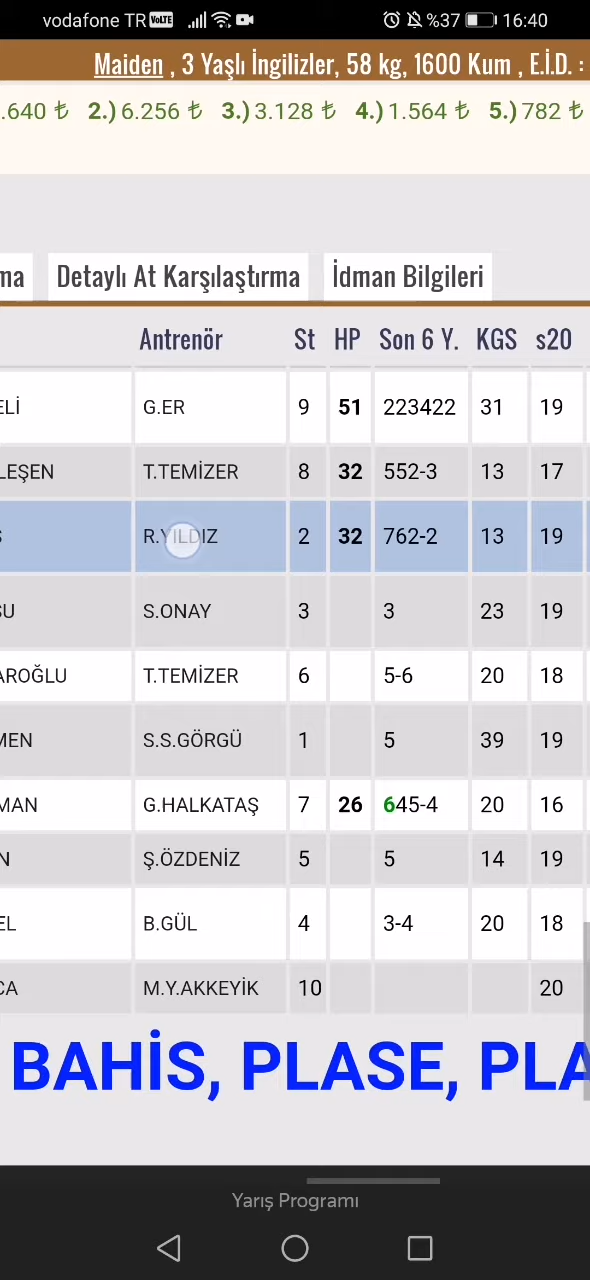 vodafone TR VoLTE %37 16:40
Maiden , 3 Yaşlı İngilizler, 58 kg, 1600 Kum , E.İ.D. :
.640 ₺ 2.) 6.256 ₺ 3.) 3.128 ₺ 4.) 1.564 ₺ 5.) 782 ₺
ma Detaylı At Karşılaştırma İdman Bilgileri
Antrenör St HP Son 6 Y. KGS s20
ELİ G.ER 9 51 223422 31 19
LEŞEN T.TEMİZER 8 32 552-3 13 17
Ş R.YILDIZ 2 32 762-2 13 19
SU S.ONAY 3 3 23 19
AROĞLU T.TEMİZER 6 5-6 20 18
MEN S.S.GÖRGÜ 1 5 39 19
MAN G.HALKATAŞ 7 26 645-4 20 16
N Ş.ÖZDENİZ 5 5 14 19
EL B.GÜL 4 3-4 20 18
CA M.Y.AKKEYİK 10 20
BAHİS, PLASE, PLA
Yarış Programı